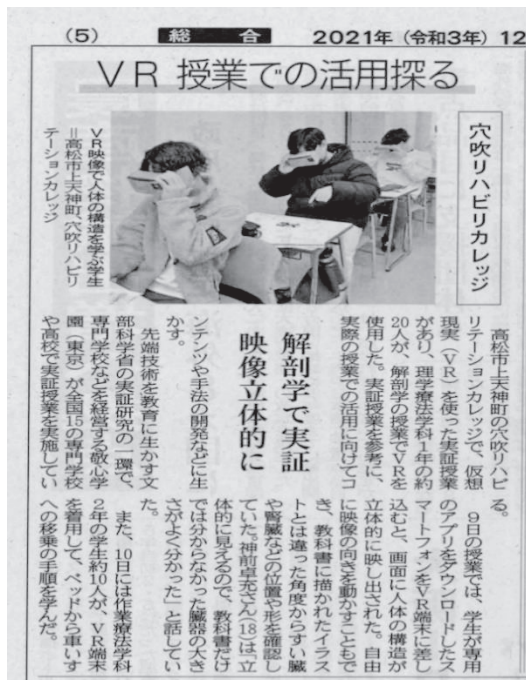 (5) 総合 2021年(令和3年)12
VR 授業での活用探る
穴吹リハビリカレッジ
VR映像で人体の構造を学ぶ学生
=高松市上天神町、穴吹リハビリ
テーションカレッジ
解剖学で実証
映像立体的に
高松市上天神町の穴吹リハビ
リテーションカレッジで、仮想
現実(VR)を使った実証授業
があり、理学療法学科1年の約
20人が、解剖学の授業でVRを
使用した。実証授業を参考に、
実際の授業での活用に向けてコ
ンテンツや手法の開発などに生
かす。
先端技術を教育に生かす文
部科学省の実証研究の一環で、
専門学校などを経営する敬心学
園(東京)が全国15の専門学校
や高校で実証授業を実施してい
る。
9日の授業では、学生が専用
のアプリをダウンロードしたス
マートフォンをVR端末に差し
込むと、画面に人体の構造が
立体的に映し出された。自由
に映像の向きを動かすこともで
き、教科書に描かれたイラス
トとは違った角度からすい臓
や腎臓などの位置や形を確認し
ていた。神前卓充さん(18)は「立
体的に見えるので、教科書だけ
では分からなかった臓器の大き
さがよく分かった」と話してい
た。
また、10日には作業療法学科
2年の学生約10人が、VR端末
を着用して、ベッドから車いす
への移乗の手順を学んだ。